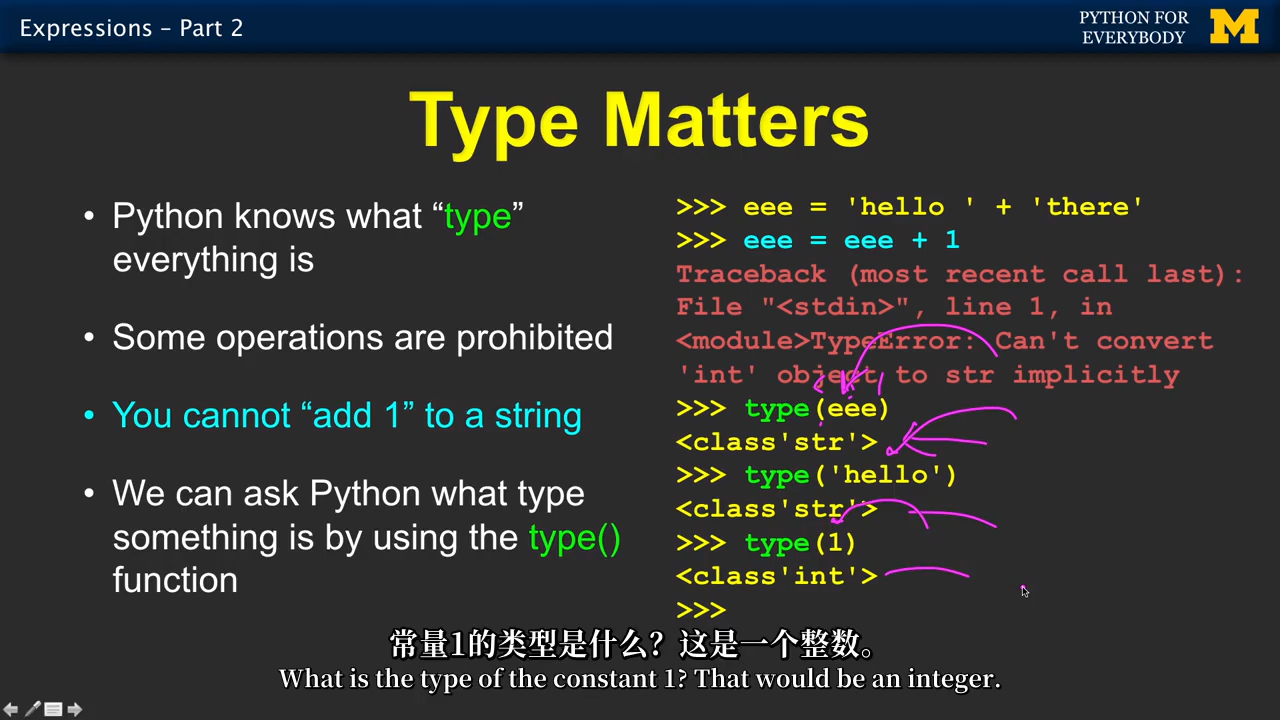 Expressions – Part 2
PYTHON FOR
EVERYBODY
M
Type Matters
• Python knows what “type”
everything is
• Some operations are prohibited
• You cannot “add 1” to a string
• We can ask Python what type
something is by using the type()
function
>>> eee = 'hello ' + 'there'
>>> eee = eee + 1
Traceback (most recent call last):
File "<stdin>", line 1, in
<module>TypeError: Can't convert
'int' object to str implicitly
>>> type(eee)
<class'str'>
>>> type('hello')
<class'str'>
>>> type(1)
<class'int'>
>>>
常量1的类型是什么？这是一个整数。
What is the type of the constant 1? That would be an integer.